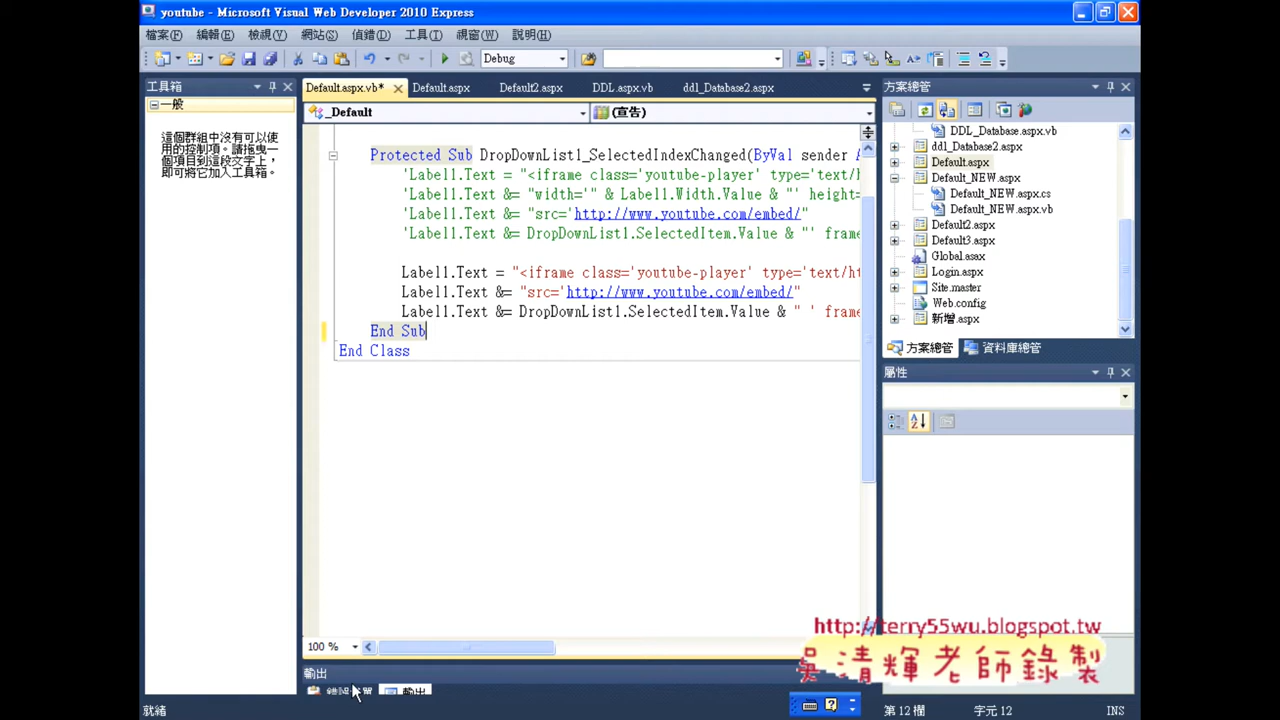 youtube - Microsoft Visual Web Developer 2010 Express
檔案(F) 編輯(E) 檢視(V) 網站(S) 偵錯(D) 工具(T) 視窗(W) 說明(H)
Debug
工具箱
一般
這個群組中沒有可以使
用的控制項。請拖曳一
個項目到這段文字上,
即可將它加入工具箱。
Default.aspx.vb* Default.aspx Default2.aspx DDL.aspx.vb ddl_Database2.aspx
_Default (宣告)
Protected Sub DropDownList1_SelectedIndexChanged(ByVal sender A
'Label1.Text = "<iframe class='youtube-player' type='text/h
'Label1.Text &= "width='" & Label1.Width.Value & "' height=
'Label1.Text &= "src='http://www.youtube.com/embed/"
'Label1.Text &= DropDownList1.SelectedItem.Value & "' fram
Label1.Text = "<iframe class='youtube-player' type='text/ht
Label1.Text &= "src='http://www.youtube.com/embed/"
Label1.Text &= DropDownList1.SelectedItem.Value & " ' frame
End Sub
End Class
100 %
輸出
輸出
就緒
方案總管
DDL_Database.aspx.vb
ddl_Database2.aspx
Default.aspx
Default_NEW.aspx
Default_NEW.aspx.cs
Default_NEW.aspx.vb
Default2.aspx
Default3.aspx
Global.asax
Login.aspx
Site.master
Web.config
新增.aspx
方案總管 資料庫總管
屬性
http://terry55wu.blogspot.tw
吳清輝老師錄製
第 12 欄 字元 12 INS